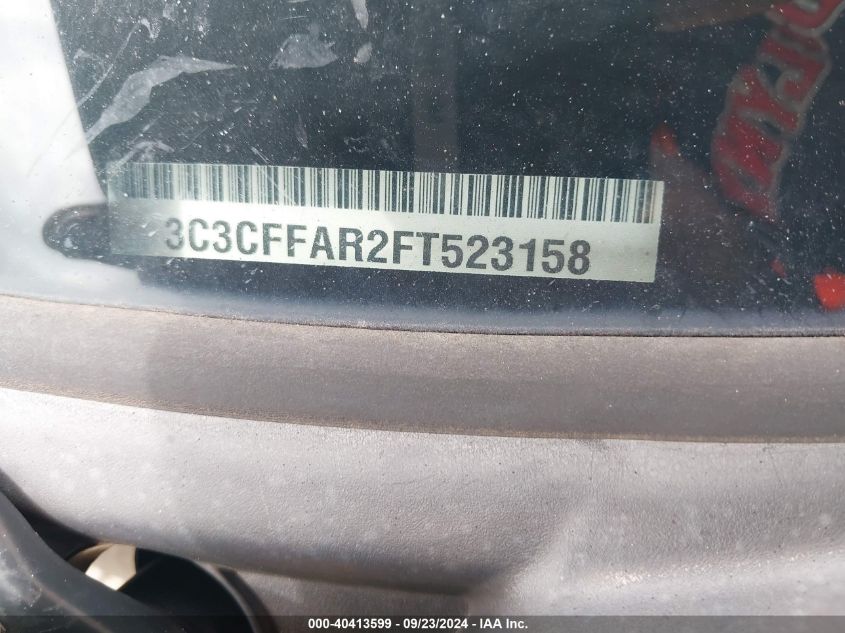 3C3CFFAR2FT523158
000-40413599 - 09/23/2024 - IAA Inc.